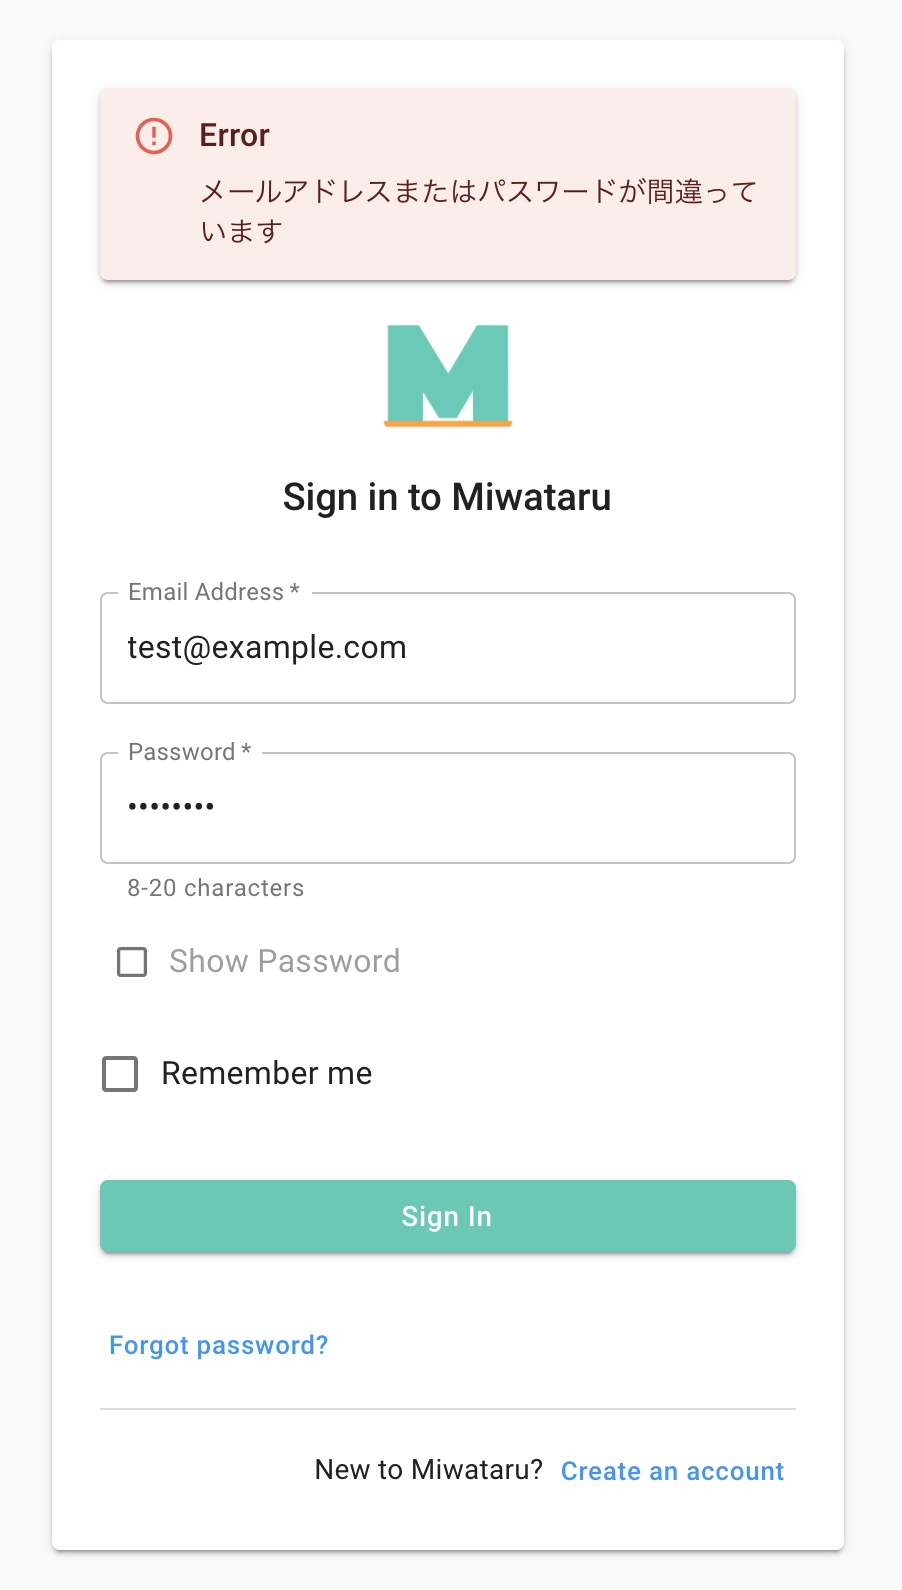 Error
メールアドレスまたはパスワードが間違って
います
M
Sign in to Miwataru
Email Address *
test@example.com
Password *
••••••••
8-20 characters
Show Password
Remember me
Sign In
Forgot password?
New to Miwataru? Create an account